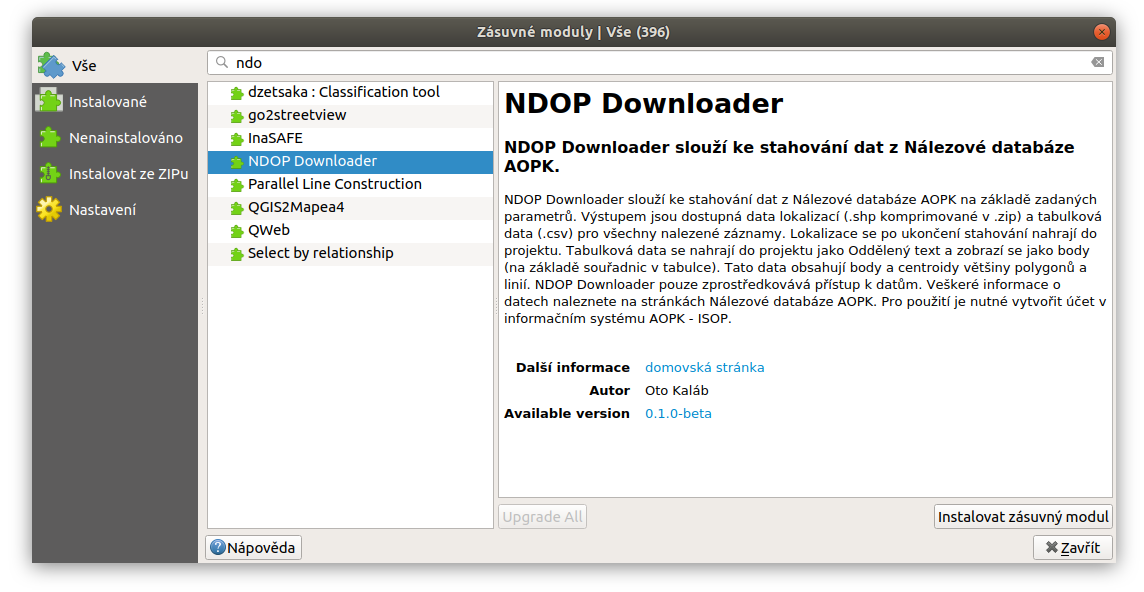 Zásuvné moduly | Vše (396)
Vše
Instalované
Nenainstalováno
Instalovat ze ZIPu
Nastavení
ndo
dzetsaka : Classification tool
go2streetview
InaSAFE
NDOP Downloader
Parallel Line Construction
QGIS2Mapea4
QWeb
Select by relationship
NDOP Downloader
NDOP Downloader slouží ke stahování dat z Nálezové databáze
AOPK.
NDOP Downloader slouží ke stahování dat z Nálezové databáze AOPK na základě zadaných
parametrů. Výstupem jsou dostupná data lokalizací (.shp komprimované v .zip) a tabulková
data (.csv) pro všechny nalezené záznamy. Lokalizace se po ukončení stahování nahrají do
projektu. Tabulková data se nahrají do projektu jako Oddělený text a zobrazí se jako body
(na základě souřadnic v tabulce). Tato data obsahují body a centroidy většiny polygonů a
linií. NDOP Downloader pouze zprostředkovává přístup k datům. Veškeré informace o
datech naleznete na stránkách Nálezové databáze AOPK. Pro použití je nutné vytvořit účet v
informačním systému AOPK - ISOP.
Další informace domovská stránka
Autor Oto Kaláb
Available version 0.1.0-beta
Upgrade All
Instalovat zásuvný modul
Nápověda
Zavřít